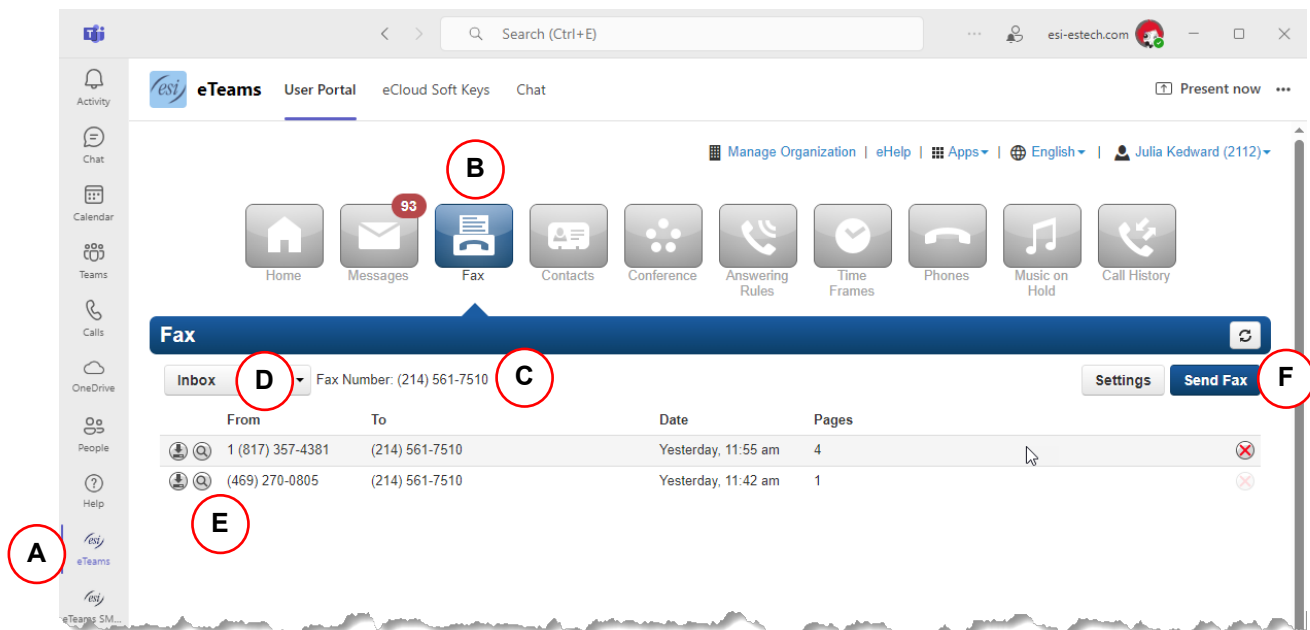 Search (Ctrl+E)
esi-estech.com
Activity
Chat
Calendar
Teams
Calls
OneDrive
People
Help
esi
eTeams
esi
eTeams SM...
A
esi
eTeams
User Portal
eCloud Soft Keys
Chat
Present now
Manage Organization | eHelp | Apps | English | Julia Kedward (2112)
B
93
Home
Messages
Fax
Contacts
Conference
Answering
Rules
Time
Frames
Phones
Music on
Hold
Call History
Fax
Inbox
D
Fax Number: (214) 561-7510
C
Settings
Send Fax
F
From To Date Pages
1 (817) 357-4381 (214) 561-7510 Yesterday, 11:55 am 4
(469) 270-0805 (214) 561-7510 Yesterday, 11:42 am 1
E